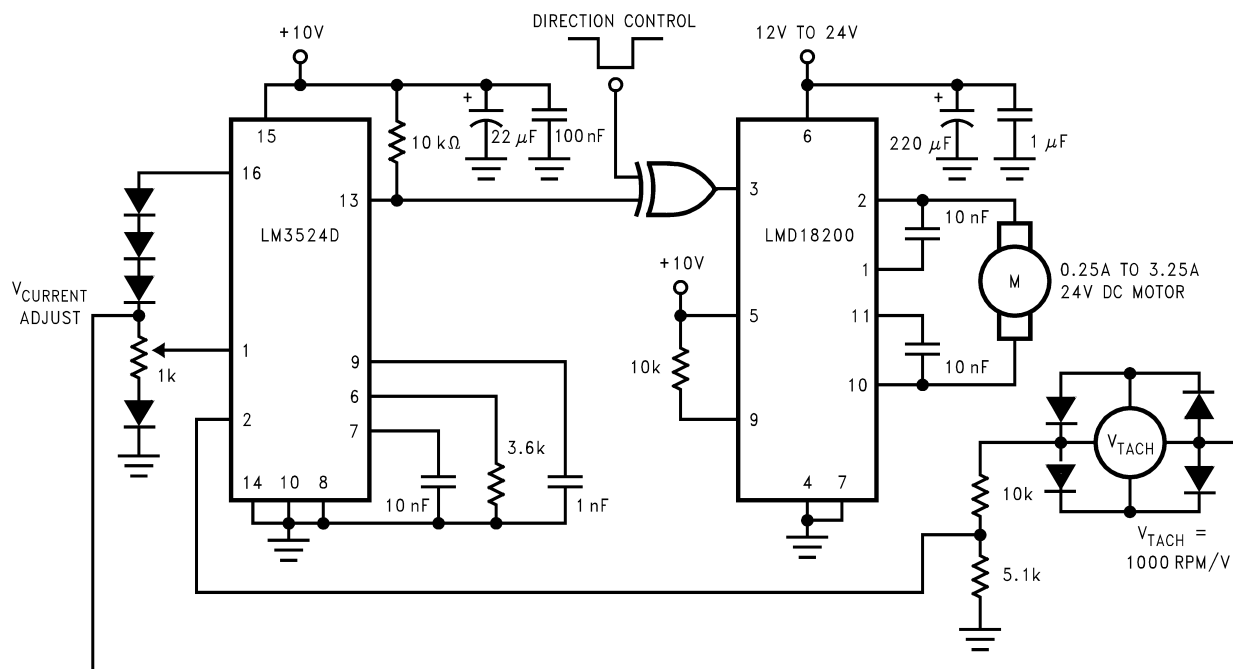 DIRECTION CONTROL
+10V
12V TO 24V
15
10 kΩ
+
22 μF
100 nF
6
+
220 μF
1 μF
16
13
3
2
10 nF
LM3524D
LMD18200
+10V
1
M
0.25A TO 3.25A
24V DC MOTOR
V CURRENT
ADJUST
5
11
1
1k
9
10k
10 nF
10
6
2
7
3.6k
9
V TACH
14
10
8
10 nF
1 nF
4
7
10k
V TACH =
1000 RPM/V
5.1k